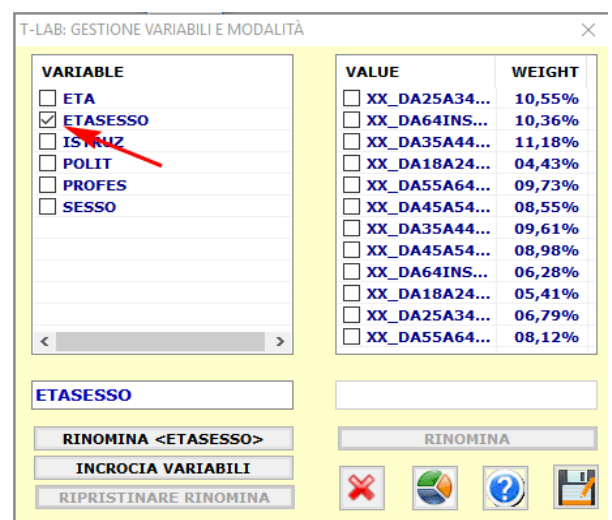 T-LAB: GESTIONE VARIABILI E MODALITÀ
VARIABLE
ETA
ETASESSO
ISTRUZ
POLIT
PROFES
SESSO
ETASESSO
RINOMINA <ETASESSO>
INCROCIA VARIABILI
RIPRISTINARE RINOMINA
VALUE WEIGHT
XX_DA25A34... 10,55%
XX_DA64INS... 10,36%
XX_DA35A44... 11,18%
XX_DA18A24... 04,43%
XX_DA55A64... 09,73%
XX_DA45A54... 08,55%
XX_DA35A44... 09,61%
XX_DA45A54... 08,98%
XX_DA64INS... 06,28%
XX_DA18A24... 05,41%
XX_DA25A34... 06,79%
XX_DA55A64... 08,12%
RINOMINA